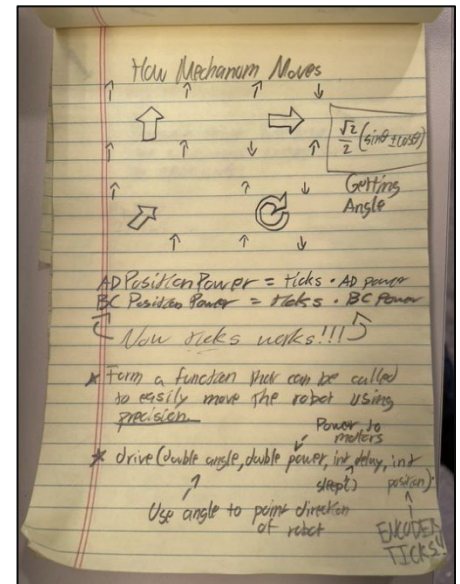 How Mechanum Moves
√2/2 (sinθ ± cosθ)
Getting
Angle
AD Position Power = ticks · AD power
BC Position Power = ticks · BC Power
Now ticks works!!!
* Form a function that can be called
to easily move the robot using
precision
Power to
motors
* drive(double angle, double power, int delay, int
sleep() position);
Use angle to point direction
of robot
ENCODER
TICKS!!